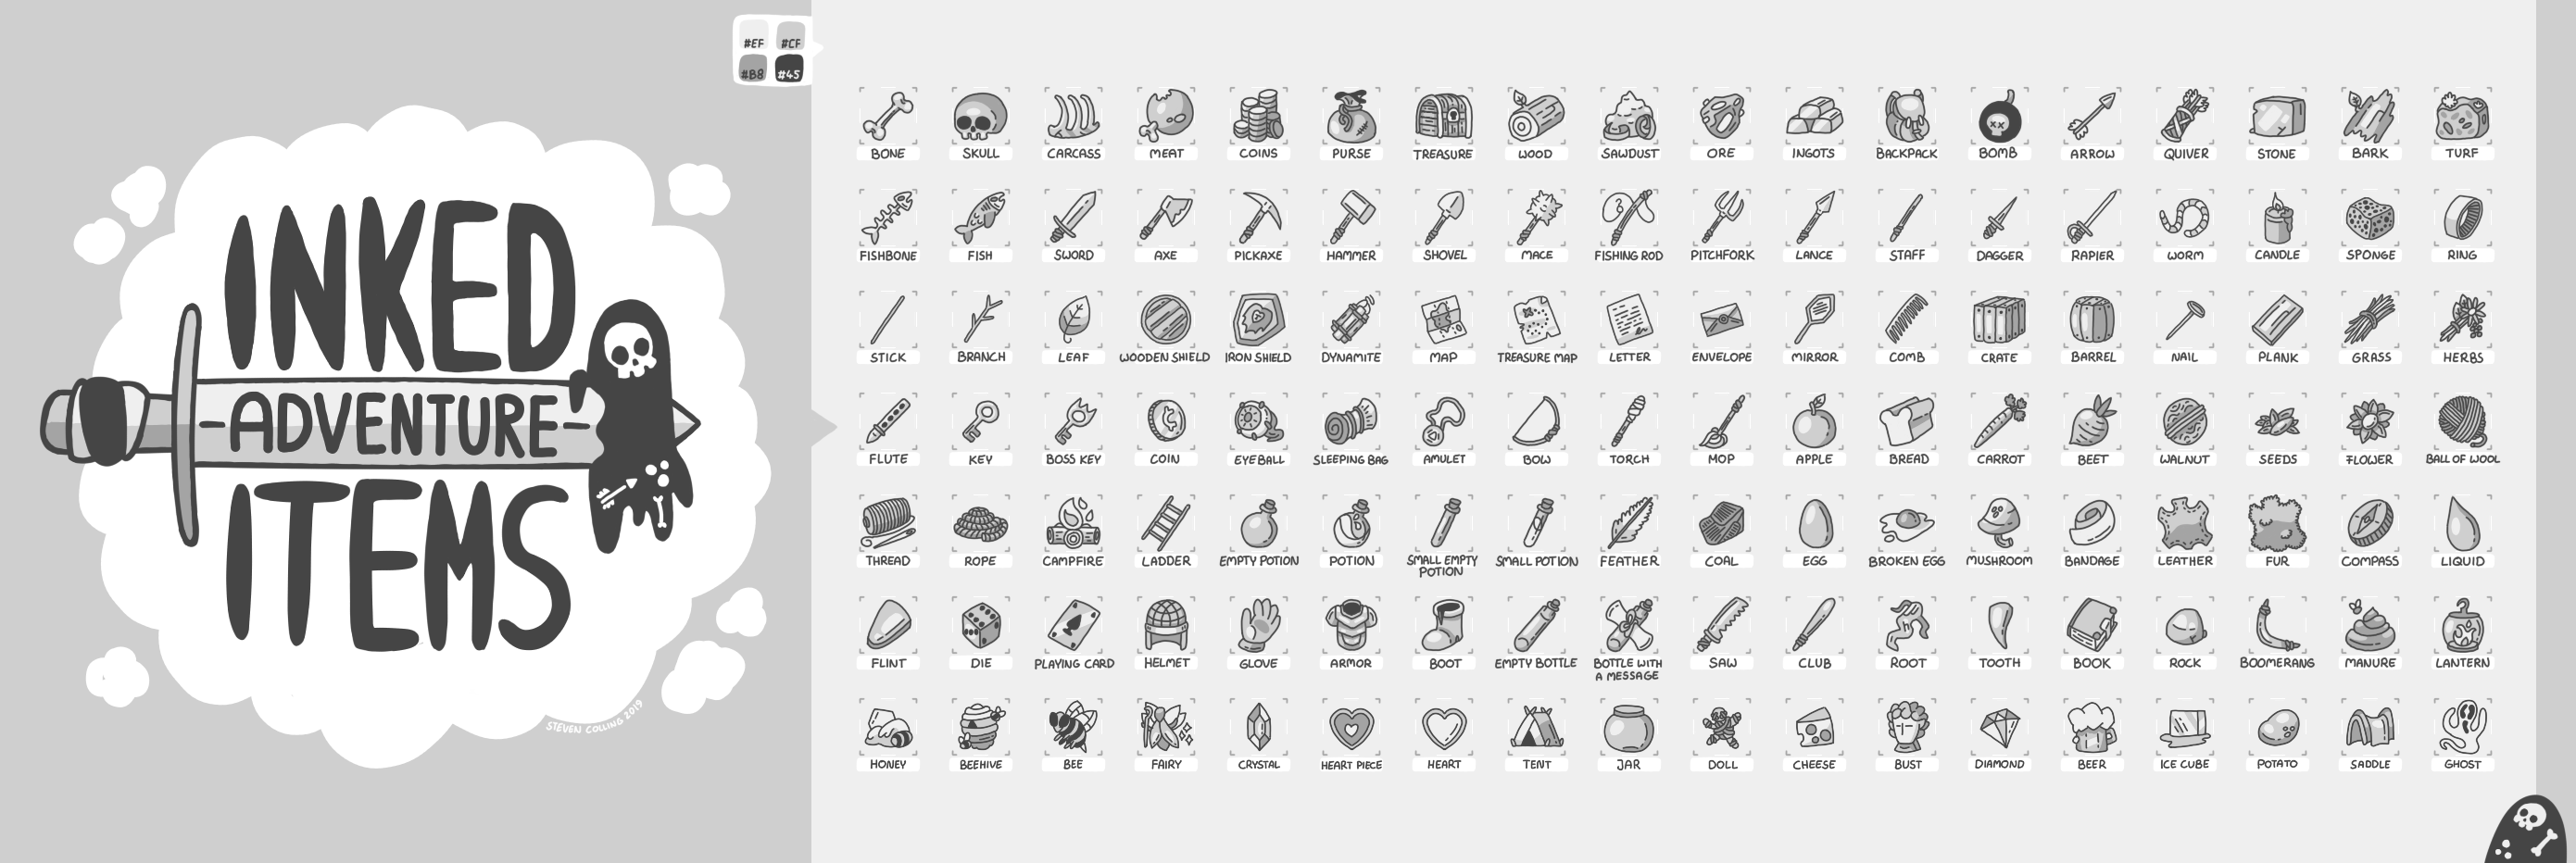 INKED
-ADVENTURE-
ITEMS
STEVEN COLLING 2019
#EF #CF
#B8 #45
BONE SKULL CARCASS MEAT COINS PURSE TREASURE WOOD SAWDUST ORE INGOTS BACKPACK BOMB ARROW QUIVER STONE BARK TURF
FISHBONE FISH SWORD AXE PICKAXE HAMMER SHOVEL MACE FISHING ROD PITCHFORK LANCE STAFF DAGGER RAPIER WORM CANDLE SPONGE RING
STICK BRANCH LEAF WOODEN SHIELD IRON SHIELD DYNAMITE MAP TREASURE MAP LETTER ENVELOPE MIRROR COMB CRATE BARREL NAIL PLANK GRASS HERBS
FLUTE KEY BOSS KEY COIN EYEBALL SLEEPING BAG AMULET BOW TORCH MOP APPLE BREAD CARROT BEET WALNUT SEEDS FLOWER BALL OF WOOL
THREAD ROPE CAMPFIRE LADDER EMPTY POTION POTION SMALL EMPTY SMALL POTION FEATHER COAL EGG BROKEN EGG MUSHROOM BANDAGE LEATHER FUR COMPASS LIQUID
POTION
FLINT DIE PLAYING CARD HELMET GLOVE ARMOR BOOT EMPTY BOTTLE BOTTLE WITH SAW CLUB ROOT TOOTH BOOK ROCK BOOMERANG MANURE LANTERN
A MESSAGE
HONEY BEEHIVE BEE FAIRY CRYSTAL HEART PIECE HEART TENT JAR DOLL CHEESE BUST DIAMOND BEER ICE CUBE POTATO SADDLE GHOST